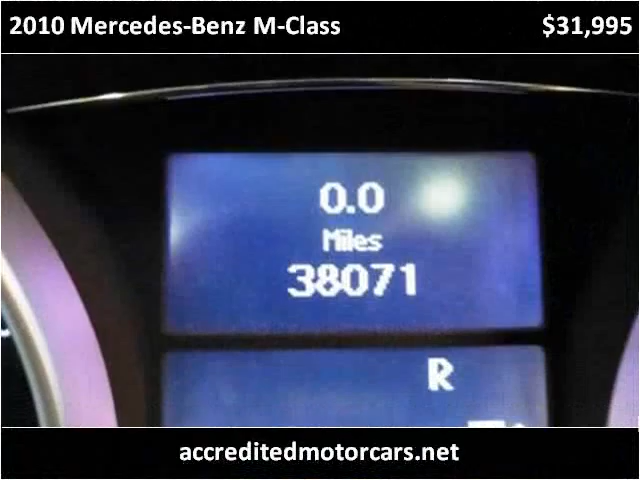 2010 Mercedes-Benz M-Class $31,995
0.0
Miles
38071
R
accreditedmotorcars.net